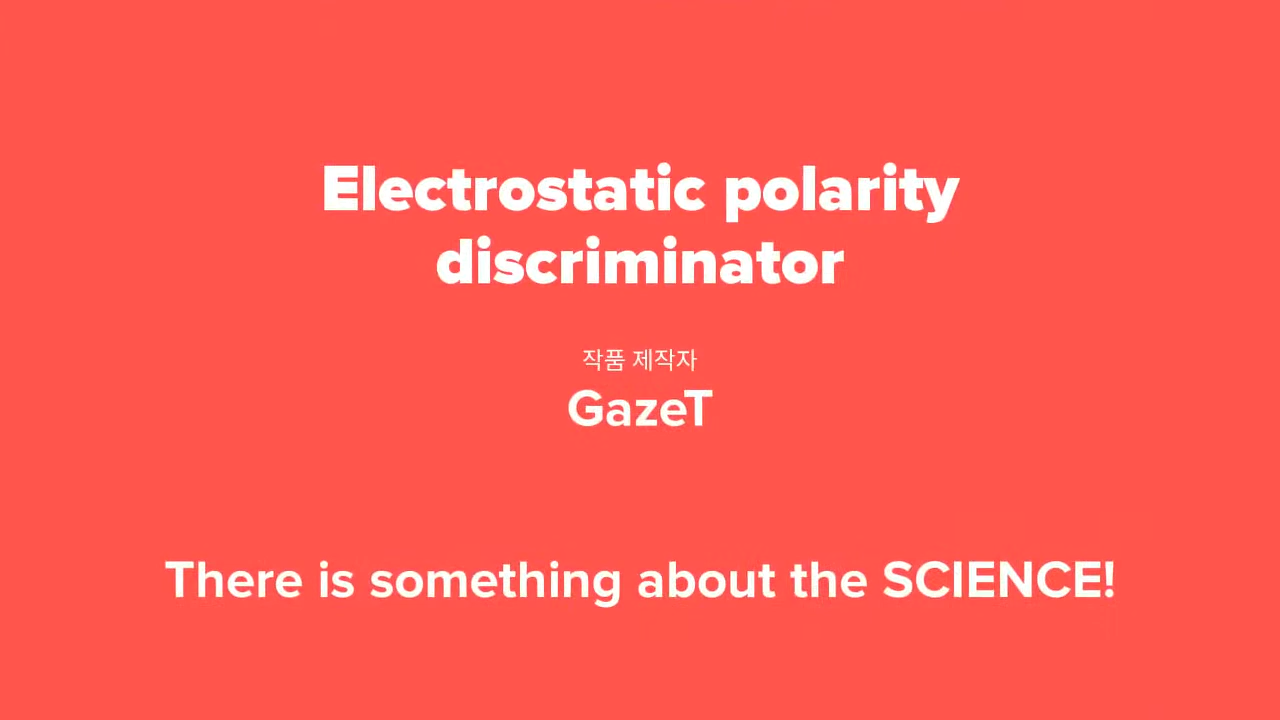 Electrostatic polarity
discriminator
작품 제작자
GazeT
There is something about the SCIENCE!